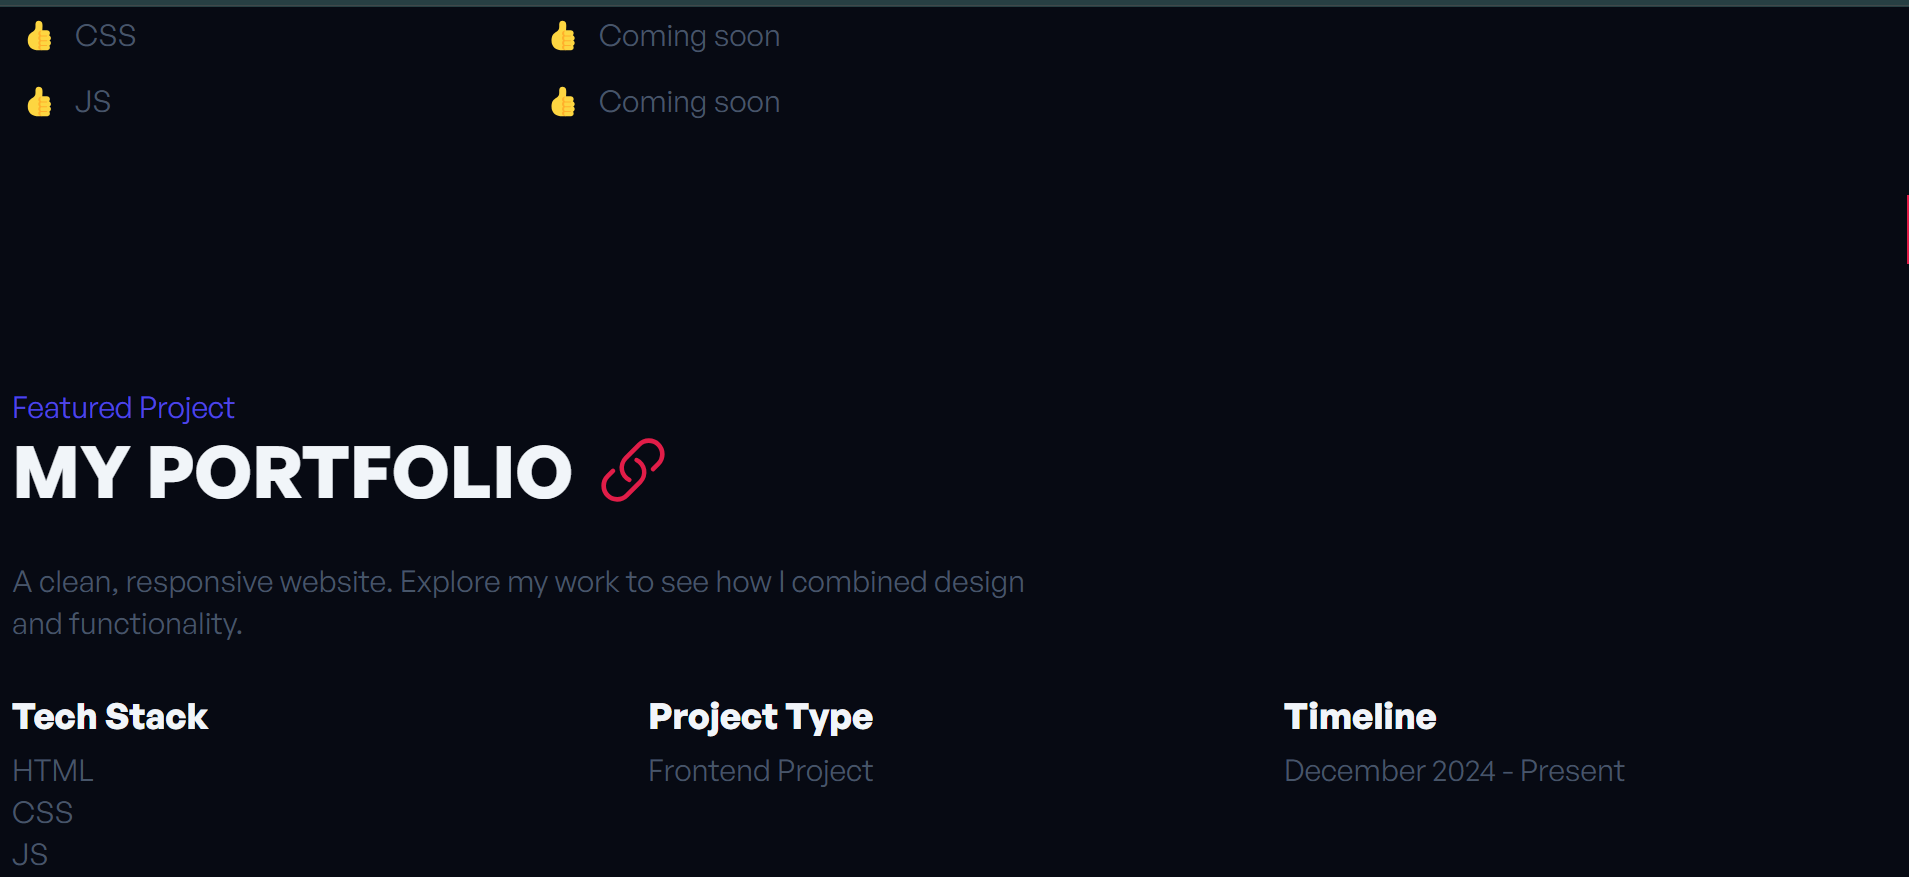 CSS
Coming soon
JS
Coming soon
Featured Project
MY PORTFOLIO
A clean, responsive website. Explore my work to see how I combined design
and functionality.
Tech Stack
HTML
CSS
JS
Project Type
Frontend Project
Timeline
December 2024 - Present